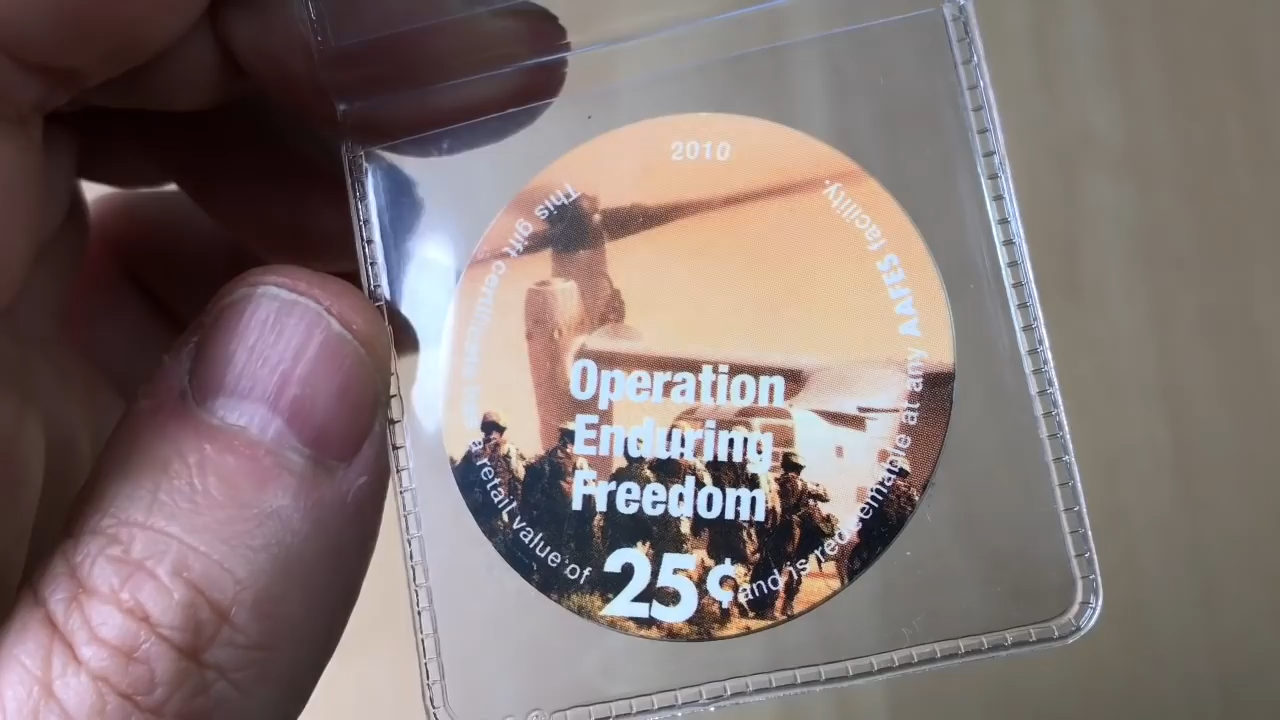 2010
This gift certificate has a retail value of
25¢
and is redeemable at any AAFES facility.
Operation
Enduring
Freedom